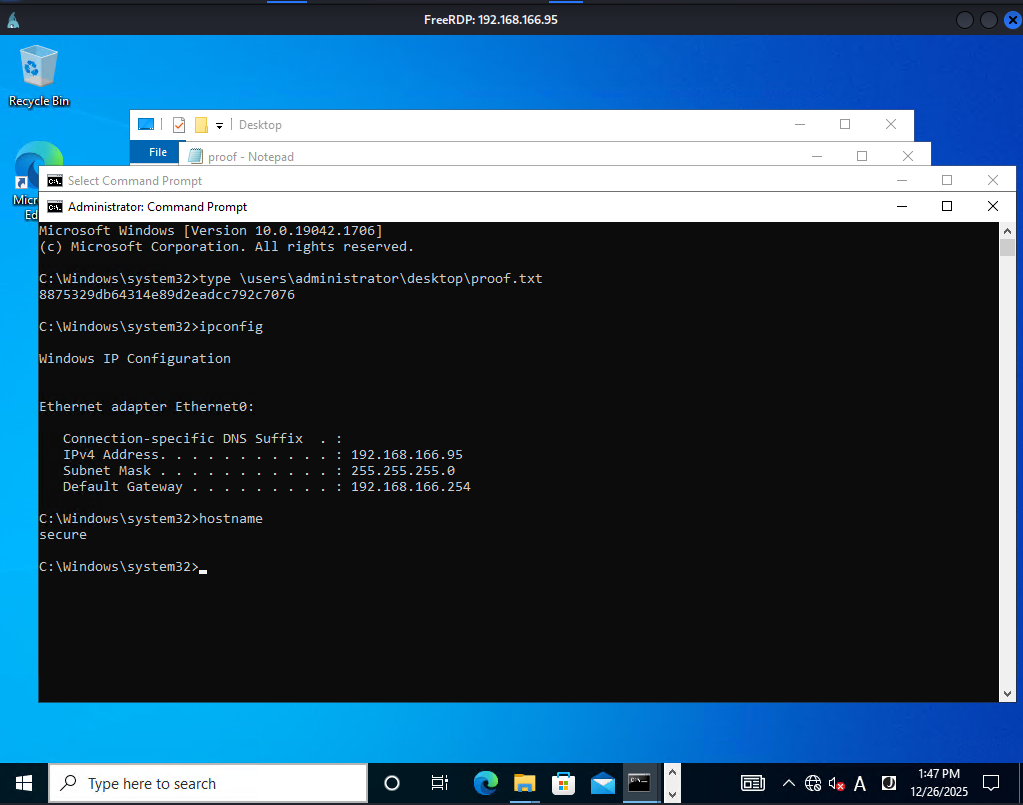 FreeRDP: 192.168.166.95
Recycle Bin
Desktop
File
proof - Notepad
Select Command Prompt
Micr
Ed
Administrator: Command Prompt
Microsoft Windows [Version 10.0.19042.1706]
(c) Microsoft Corporation. All rights reserved.
C:\Windows\system32>type \users\administrator\desktop\proof.txt
8875329db64314e89d2eadcc792c7076
C:\Windows\system32>ipconfig
Windows IP Configuration
Ethernet adapter Ethernet0:
Connection-specific DNS Suffix  . :
IPv4 Address. . . . . . . . . . . : 192.168.166.95
Subnet Mask . . . . . . . . . . . : 255.255.255.0
Default Gateway . . . . . . . . . : 192.168.166.254
C:\Windows\system32>hostname
secure
C:\Windows\system32>
Type here to search
A
1:47 PM
12/26/2025